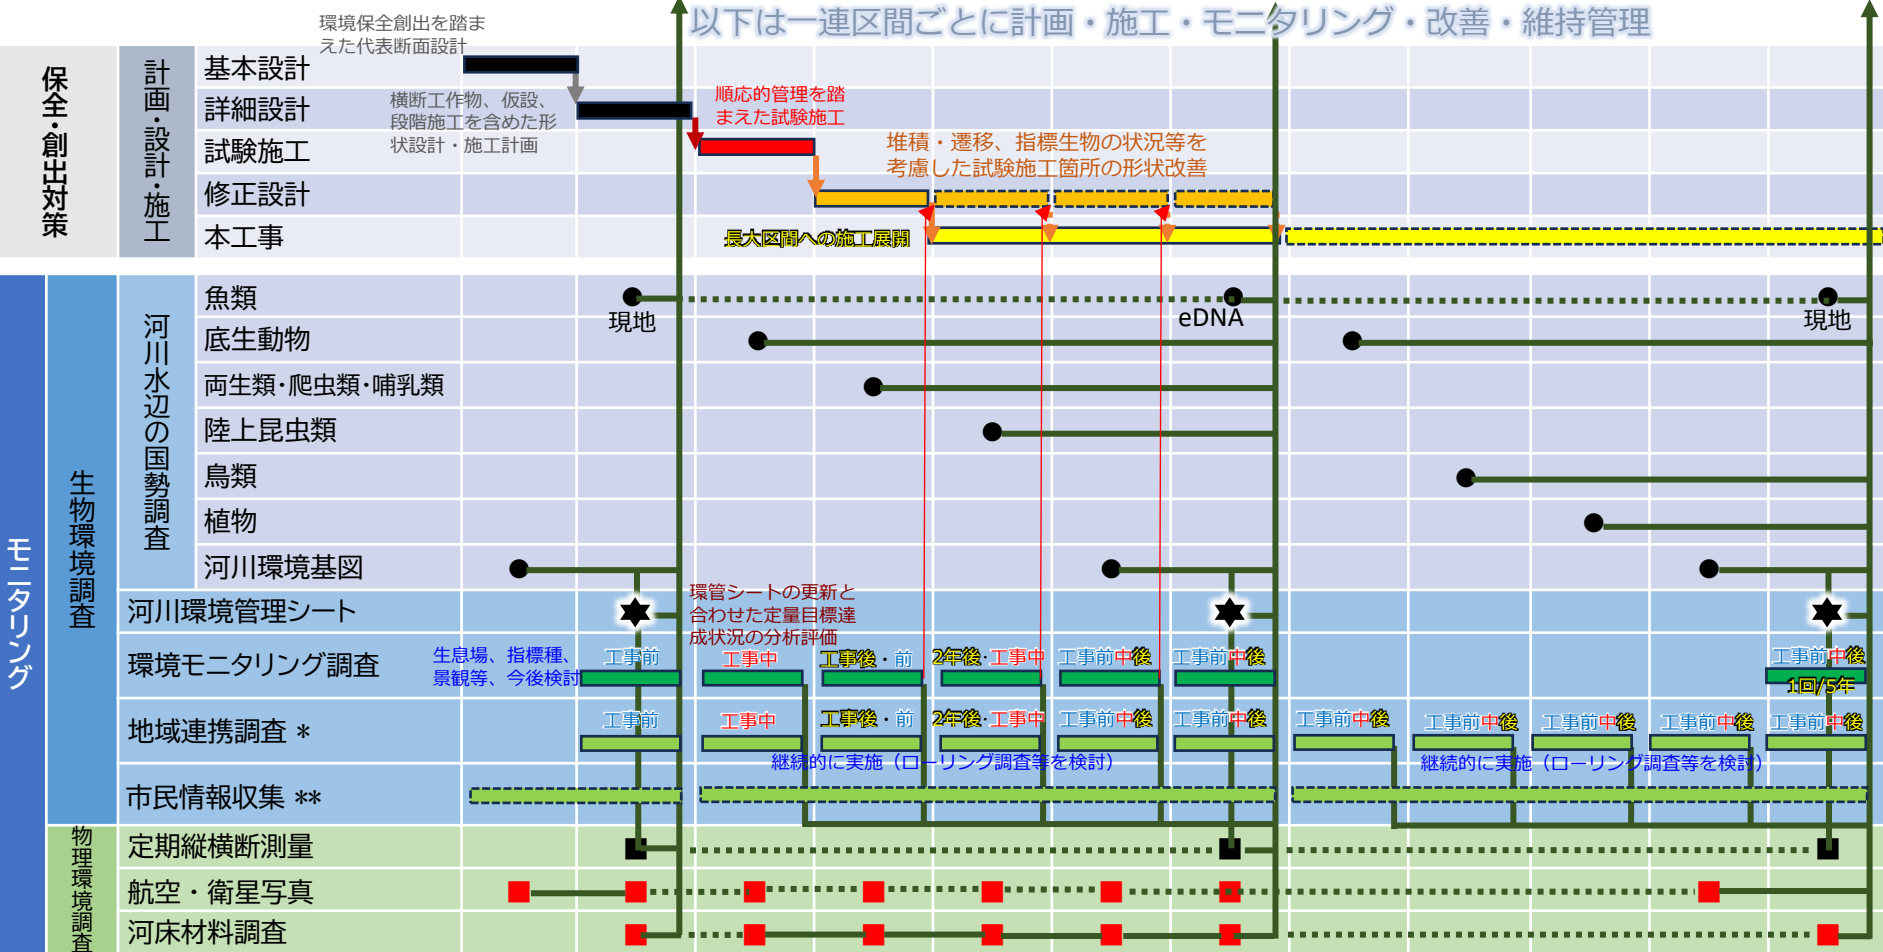 以下は一連区間ごとに計画・施工・モニタリング・改善・維持管理
環境保全創出を踏ま
えた代表断面設計
保全・創出対策
計画・設計・施工
基本設計
詳細設計
横断工作物、仮設、
段階施工を含めた形
状設計・施工計画
順応的管理を踏
まえた試験施工
試験施工
堆積・遷移、指標生物の状況等を
考慮した試験施工箇所の形状改善
修正設計
本工事
長大区間への施工展開
モニタリング
生物環境調査
河川水辺の国勢調査
魚類
現地
eDNA
現地
底生動物
両生類・爬虫類・哺乳類
陸上昆虫類
鳥類
植物
河川環境基図
河川環境管理シート
環管シートの更新と
合わせた定量目標達
成状況の分析評価
環境モニタリング調査
生息場、指標種、
景観等、今後検討
工事前
工事中
工事後・前
2年後・工事中
工事前中後
工事前中後
工事前中後
1回/5年
地域連携調査 *
工事前
工事中
工事後・前
2年後・工事中
工事前中後
工事前中後
工事前中後
工事前中後
工事前中後
工事前中後
工事前中後
継続的に実施（ローリング調査等を検討）
継続的に実施（ローリング調査等を検討）
市民情報収集 **
物理環境調査
定期縦横断測量
航空・衛星写真
河床材料調査